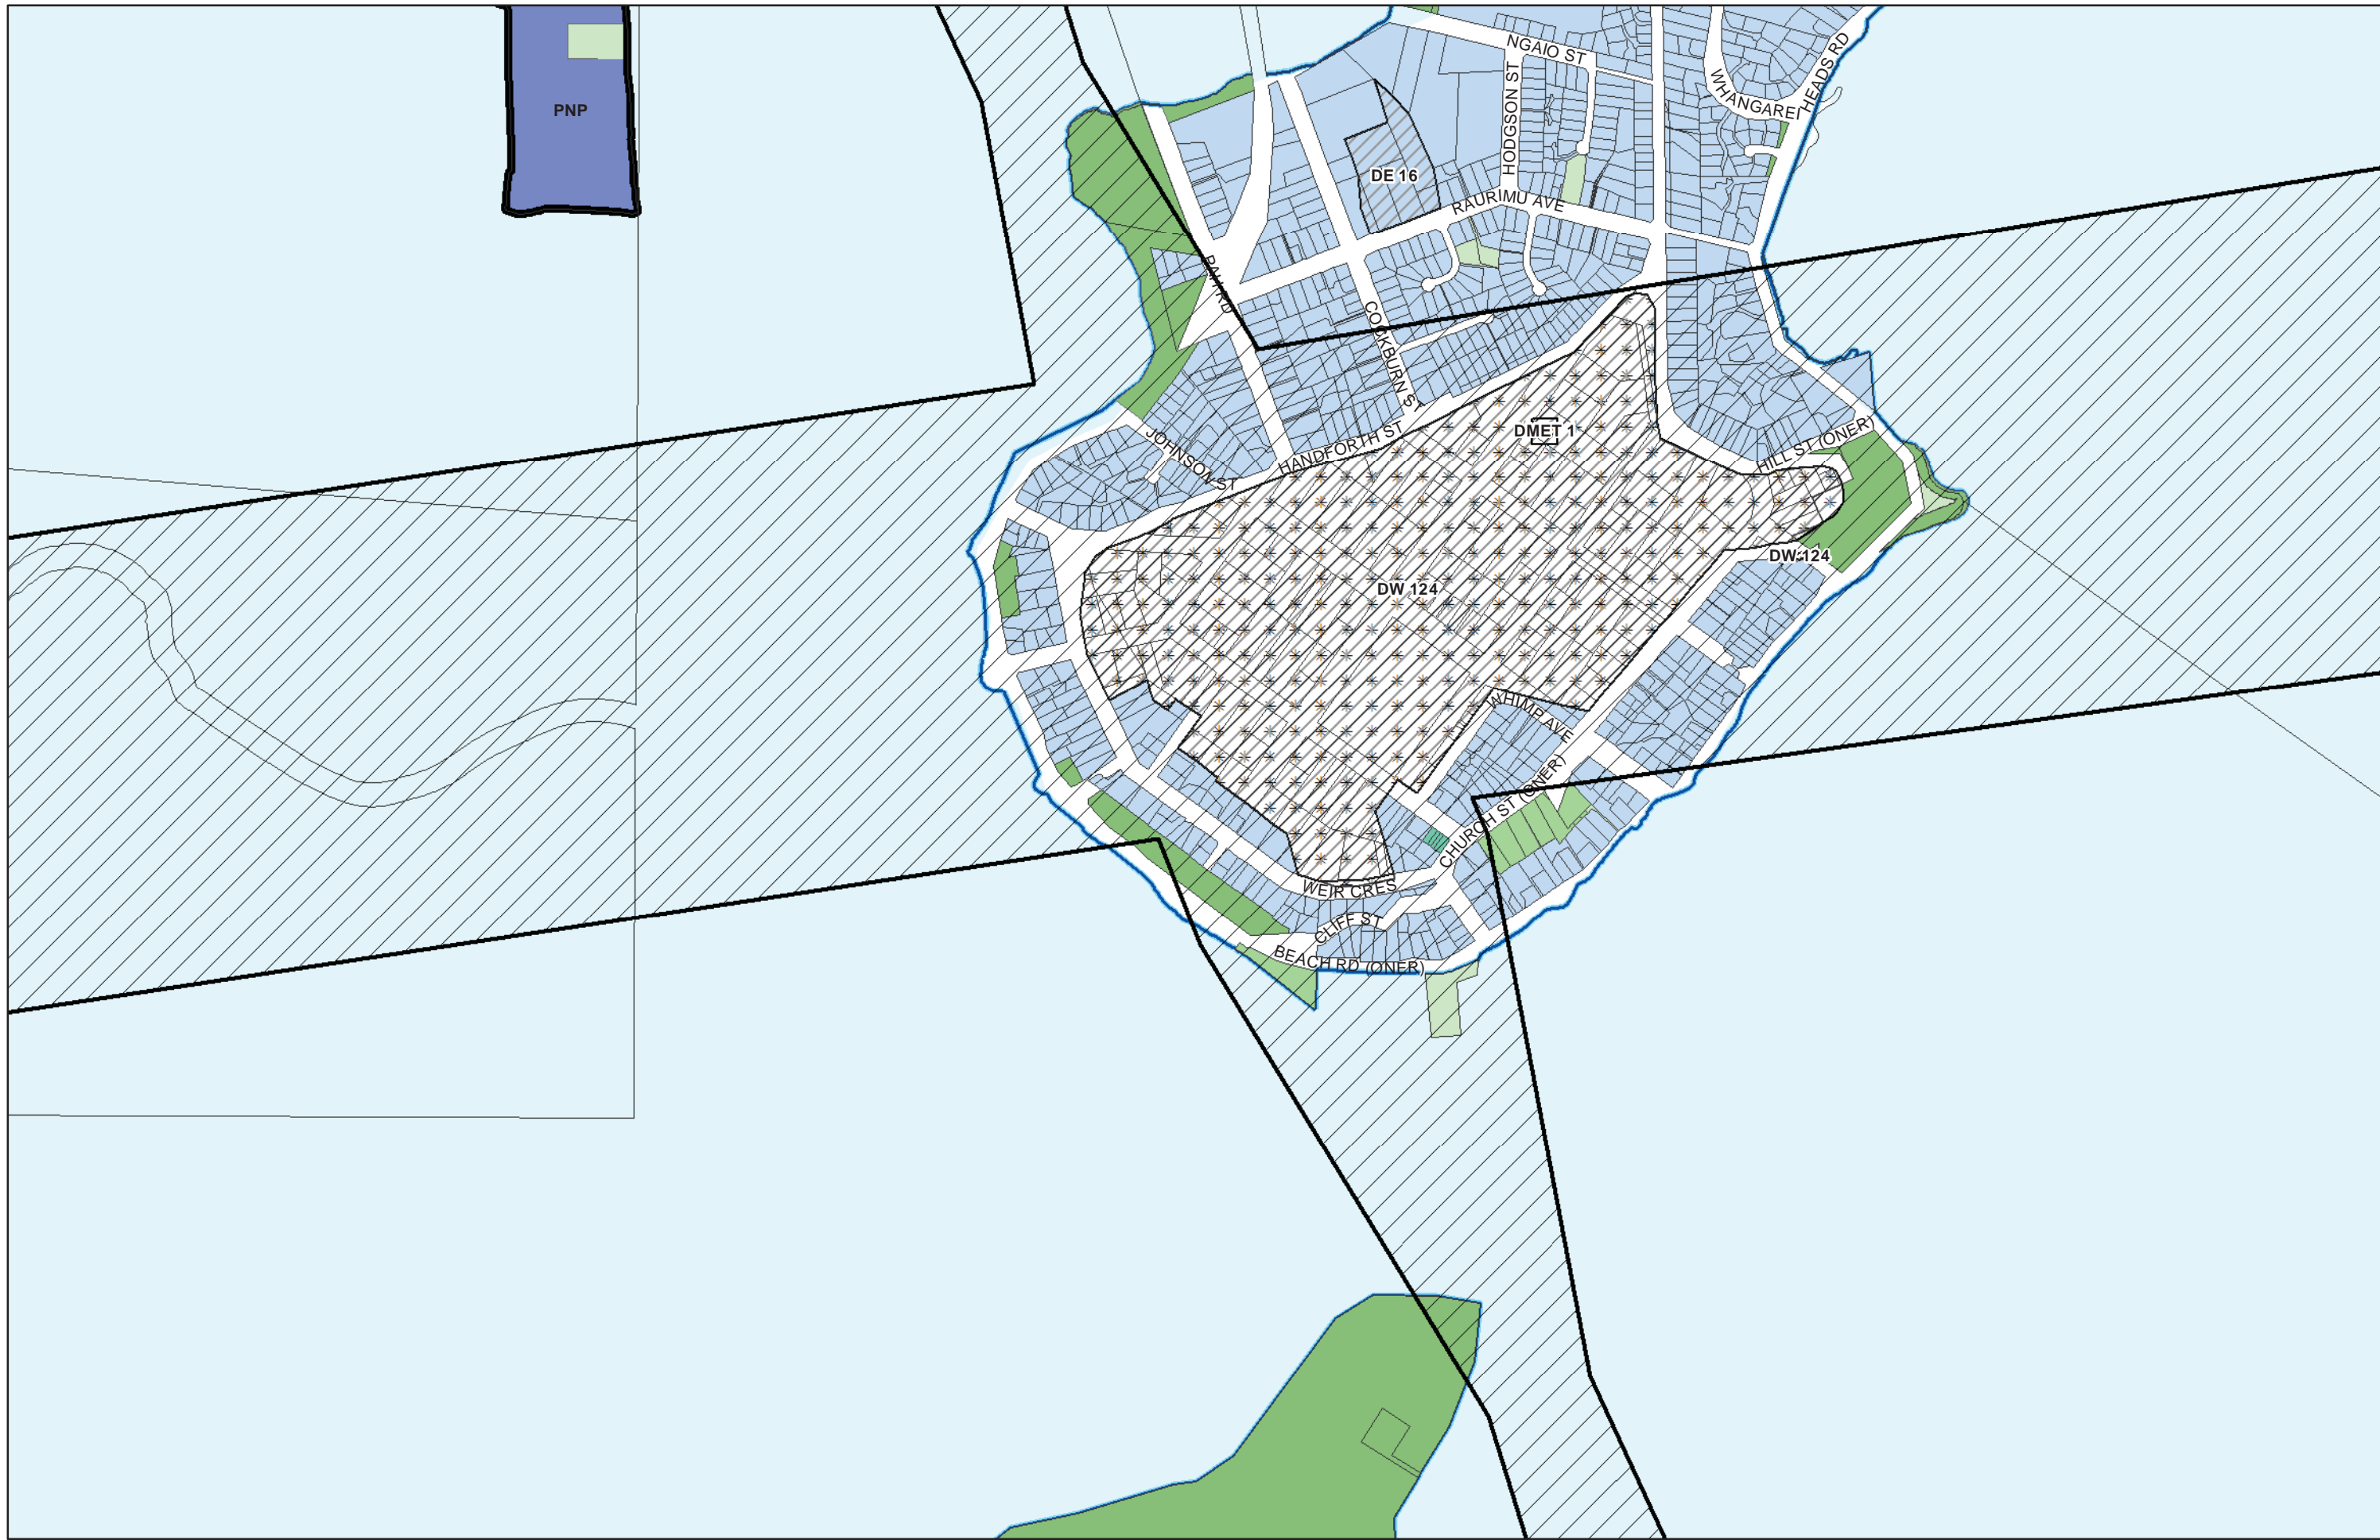 NGAIO ST
HEADS RD
WHANGAREI
HODGSON ST
PNP
DE 16
RAURIMU AVE
PAH RD
COCKBURN ST
DMET 1
HILL ST (ONER)
HANDFORTH ST
JOHNSON ST
DW 124
DW 124
WHIMP AVE
CHURCH ST (ONER)
WEIR CRES
CLIFF ST
BEACH RD (ONER)